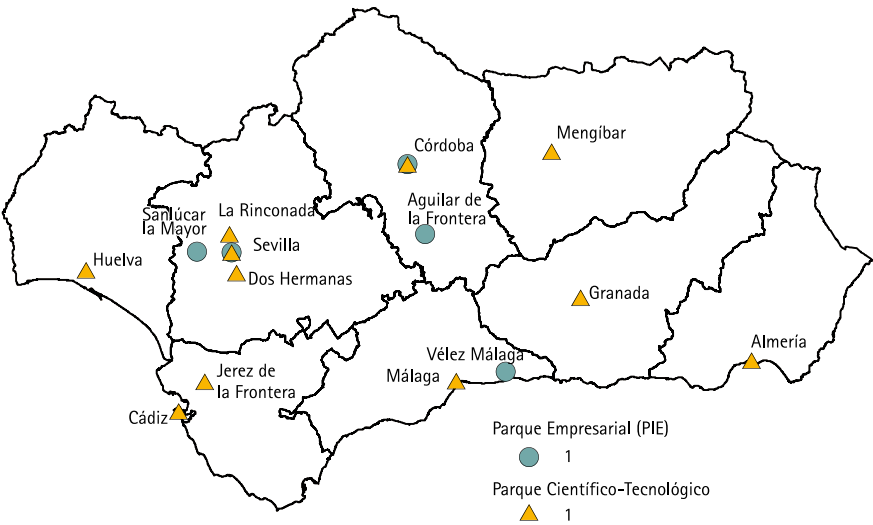 Córdoba
Mengíbar
Aguilar de
la Frontera
Sanlúcar
la Mayor
La Rinconada
Sevilla
Huelva
Dos Hermanas
Granada
Almería
Vélez Málaga
Málaga
Jerez de
la Frontera
Cádiz
Parque Empresarial (PIE)
1
Parque Científico-Tecnológico
1